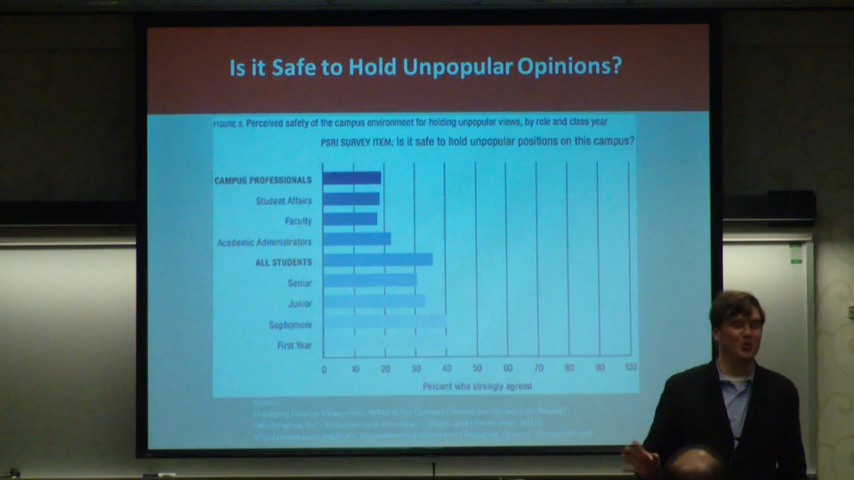 Is it Safe to Hold Unpopular Opinions?
FIGURE 5. Perceived safety of the campus environment for holding unpopular views, by role and class year
PSRI SURVEY ITEM: Is it safe to hold unpopular positions on this campus?
CAMPUS PROFESSIONALS
Student Affairs
Faculty
Academic Administrators
ALL STUDENTS
Senior
Junior
Sophomore
First Year
0 10 20 30 40 50 60 70 80 90 100
Percent who strongly agreed